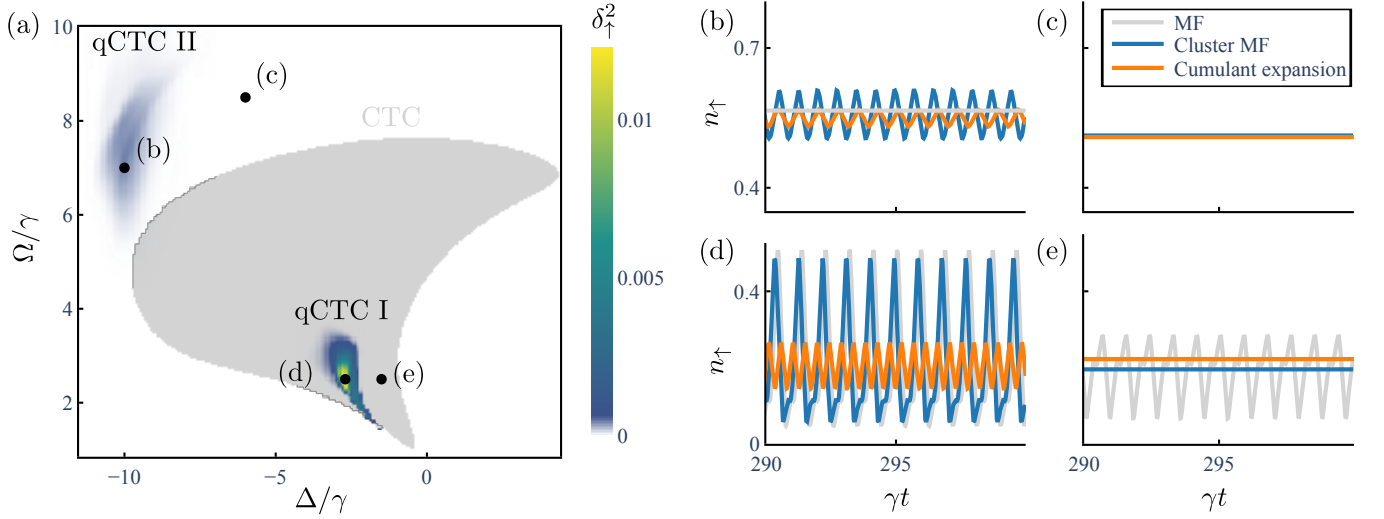 (a)
qCTC II
(c)
CTC
(b)
qCTC I
(d)
(e)
10
8
6
4
2
Ω/γ
−10
−5
0
Δ/γ
δ↑²
0.01
0.005
0
(b)
0.7
0.4
n↑
(c)
MF
Cluster MF
Cumulant expansion
(d)
0.4
0
n↑
290
295
γt
(e)
290
295
γt